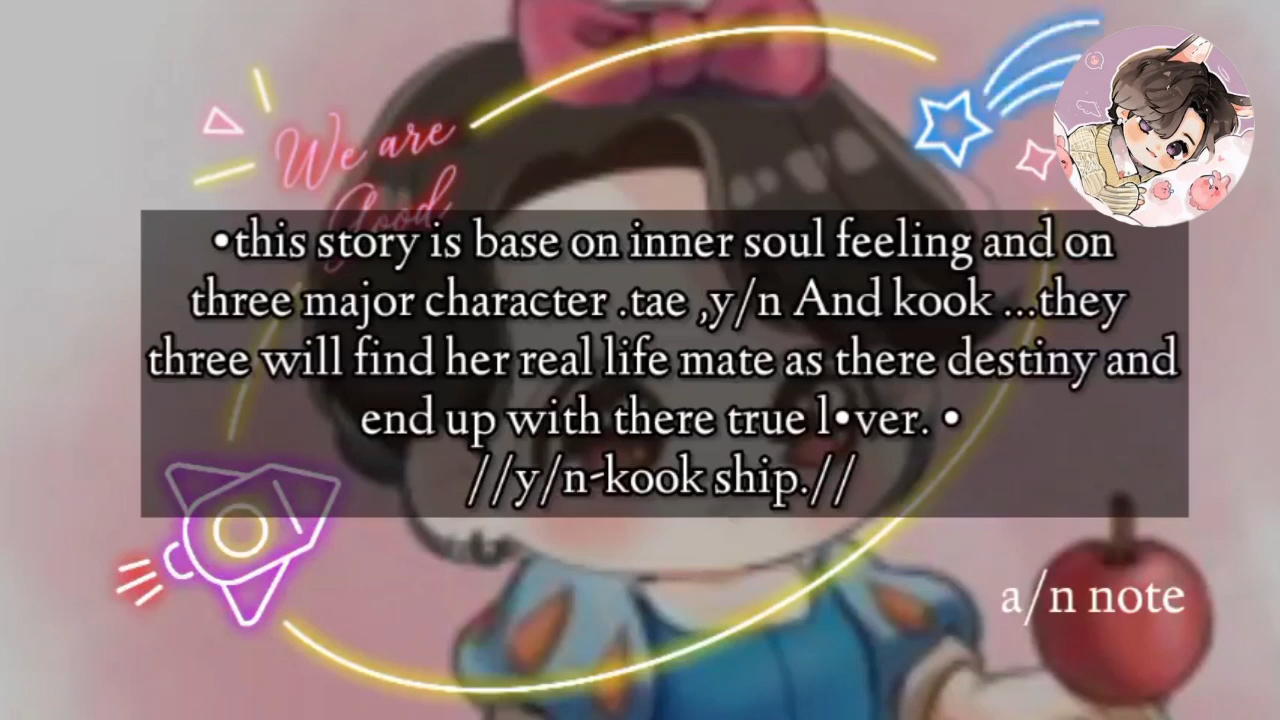 We are
Good
•this story is base on inner soul feeling and on
three major character .tae ,y/n And kook ...they
three will find her real life mate as there destiny and
end up with there true l•ver. •
//y/n-kook ship.//
a/n note